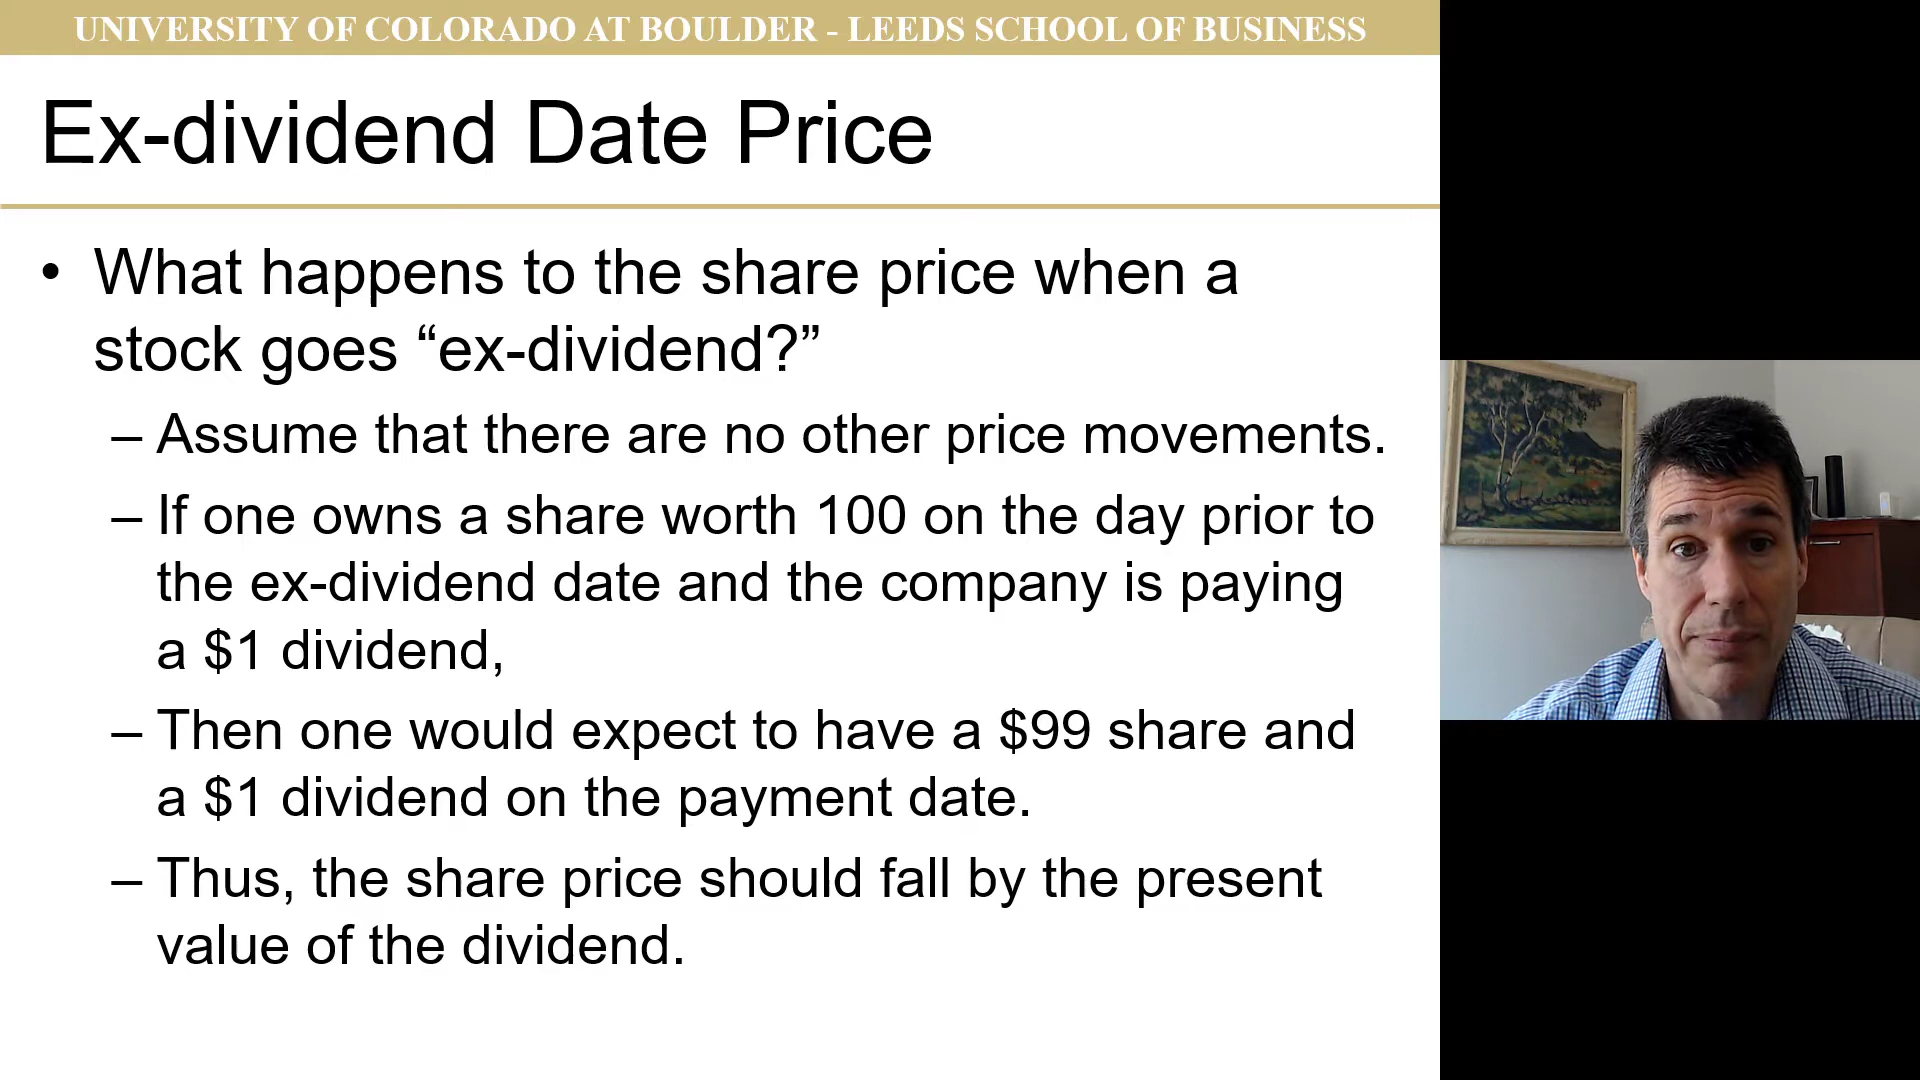 UNIVERSITY OF COLORADO AT BOULDER - LEEDS SCHOOL OF BUSINESS
Ex-dividend Date Price
• What happens to the share price when a
stock goes “ex-dividend?”
– Assume that there are no other price movements.
– If one owns a share worth 100 on the day prior to
the ex-dividend date and the company is paying
a $1 dividend,
– Then one would expect to have a $99 share and
a $1 dividend on the payment date.
– Thus, the share price should fall by the present
value of the dividend.